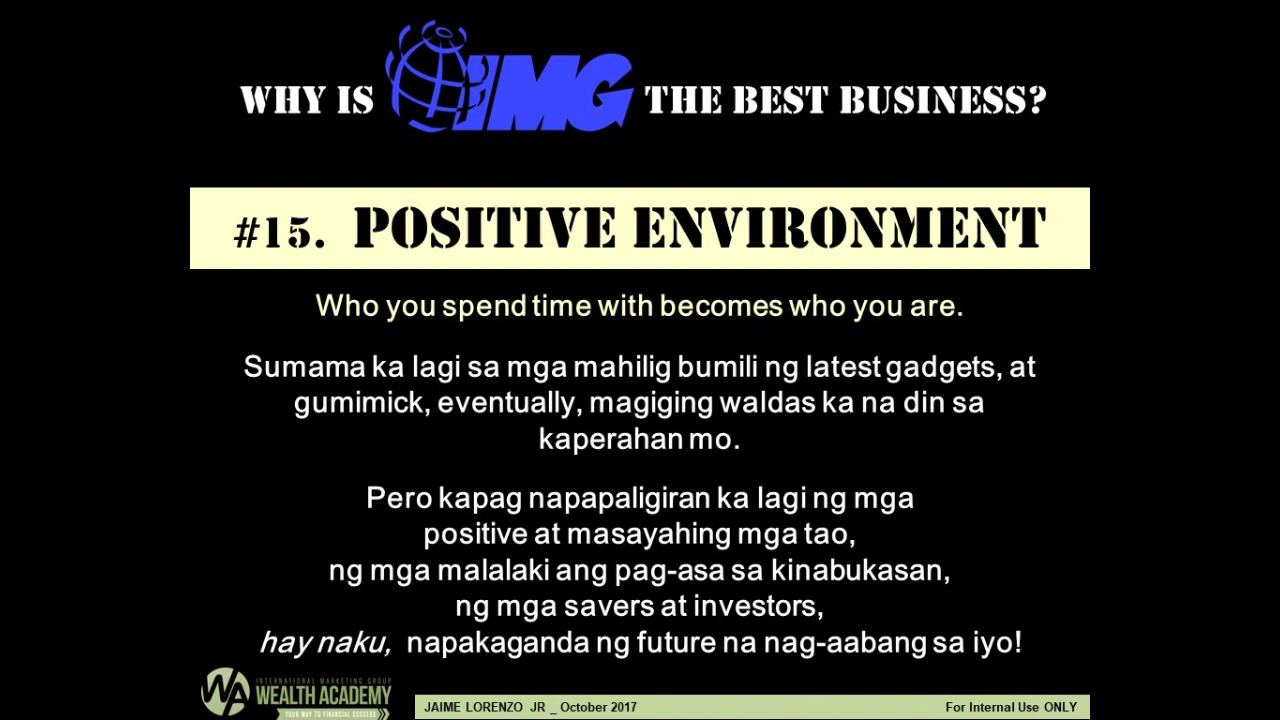 WHY IS IMG THE BEST BUSINESS?
#15. POSITIVE ENVIRONMENT
Who you spend time with becomes who you are.
Sumama ka lagi sa mga mahilig bumili ng latest gadgets, at
gumimick, eventually, magiging waldas ka na din sa
kaperahan mo.
Pero kapag napapaligiran ka lagi ng mga
positive at masayahing mga tao,
ng mga malalaki ang pag-asa sa kinabukasan,
ng mga savers at investors,
hay naku, napakaganda ng future na nag-aabang sa iyo!
WA
INTERNATIONAL MARKETING GROUP
WEALTH ACADEMY
YOUR WAY TO FINANCIAL SUCCESS
JAIME LORENZO JR _ October 2017
For Internal Use ONLY